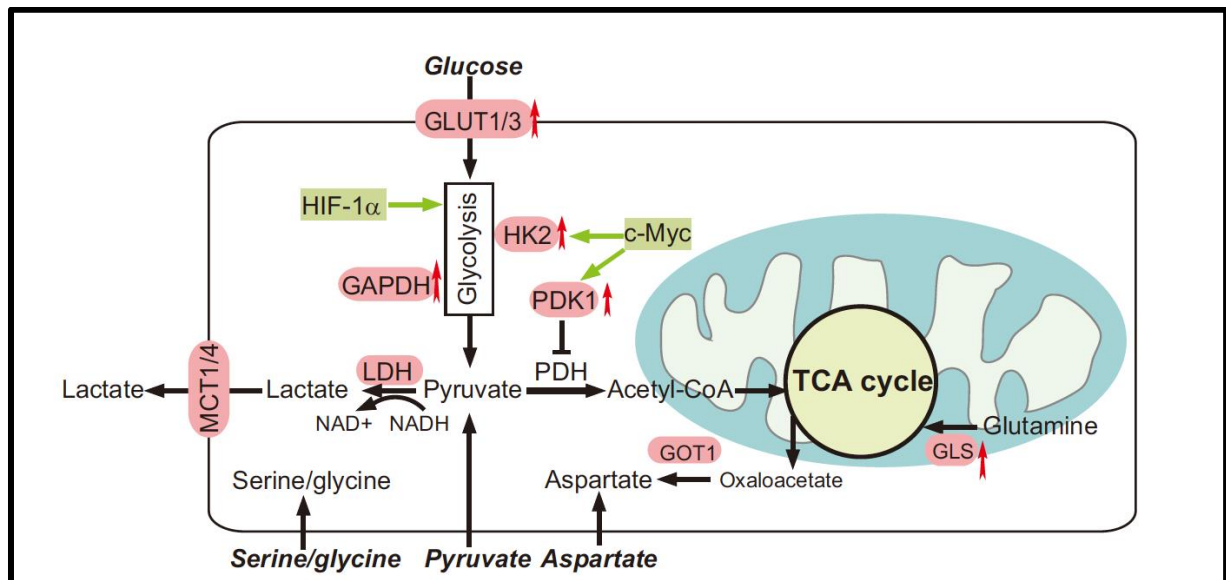 Glucose
GLUT1/3
HIF-1α
Glycolysis
HK2
c-Myc
GAPDH
PDK1
MCT1/4
LDH
PDH
Lactate
Lactate
Pyruvate
Acetyl-CoA
TCA cycle
NAD+
NADH
Glutamine
GOT1
GLS
Serine/glycine
Aspartate
Oxaloacetate
Serine/glycine
Pyruvate
Aspartate